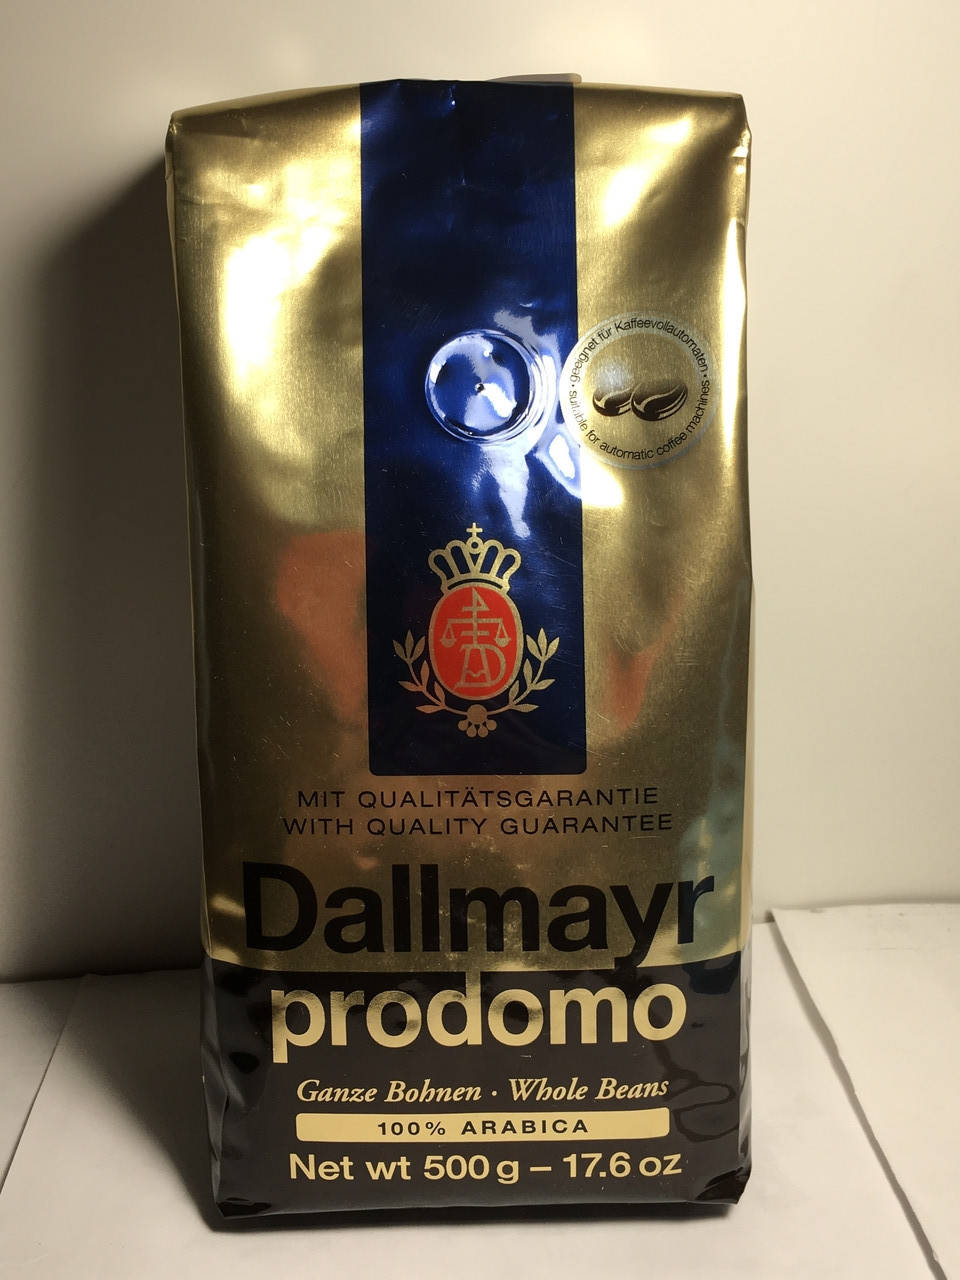 • geeignet für Kaffeevollautomaten •
suitable for automatic coffee machines
MIT QUALITÄTSGARANTIE
WITH QUALITY GUARANTEE
Dallmayr
prodomo
Ganze Bohnen · Whole Beans
100% ARABICA
Net wt 500 g – 17.6 oz